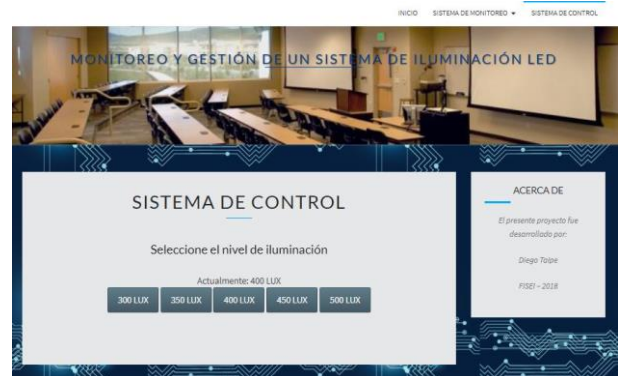 INICIO SISTEMA DE MONITOREO SISTEMA DE CONTROL
MONITOREO Y GESTIÓN DE UN SISTEMA DE ILUMINACIÓN LED
SISTEMA DE CONTROL
Seleccione el nivel de iluminación
Actualmente: 400 LUX
300 LUX 350 LUX 400 LUX 450 LUX 500 LUX
ACERCA DE
El presente proyecto fue
desarrollado por:
Diego Taipe
FISEI – 2018